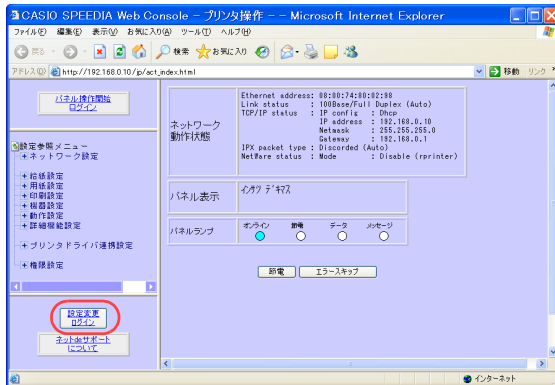 CASIO SPEEDIA Web Console - プリンタ操作 - - Microsoft Internet Explorer
ファイル(F) 編集(E) 表示(V) お気に入り(A) ツール(T) ヘルプ(H)
戻る 検索 お気に入り
アドレス(D) http://192.168.0.10/jp/act_index.html 移動 リンク
パネル操作開始
ログイン
設定参照メニュー
ネットワーク設定
給紙設定
用紙設定
印刷設定
機器設定
動作設定
詳細機能設定
プリンタドライバ連携設定
権限設定
設定変更
ログイン
ネットdeサポート
について
ネットワーク
動作状態
Ethernet address: 08:00:74:80:02:98
Link status : 100Base/Full Duplex (Auto)
TCP/IP status : IP config : Dhcp
IP address : 192.168.0.10
Netmask : 255.255.255.0
Gateway : 192.168.0.1
IPX packet type : Discorded (Auto)
NetWare status : Mode : Disable (rprinter)
パネル表示
インサツ デキマス
パネルランプ
オンライン 節電 データ メッセージ
節電 エラースキップ
インターネット